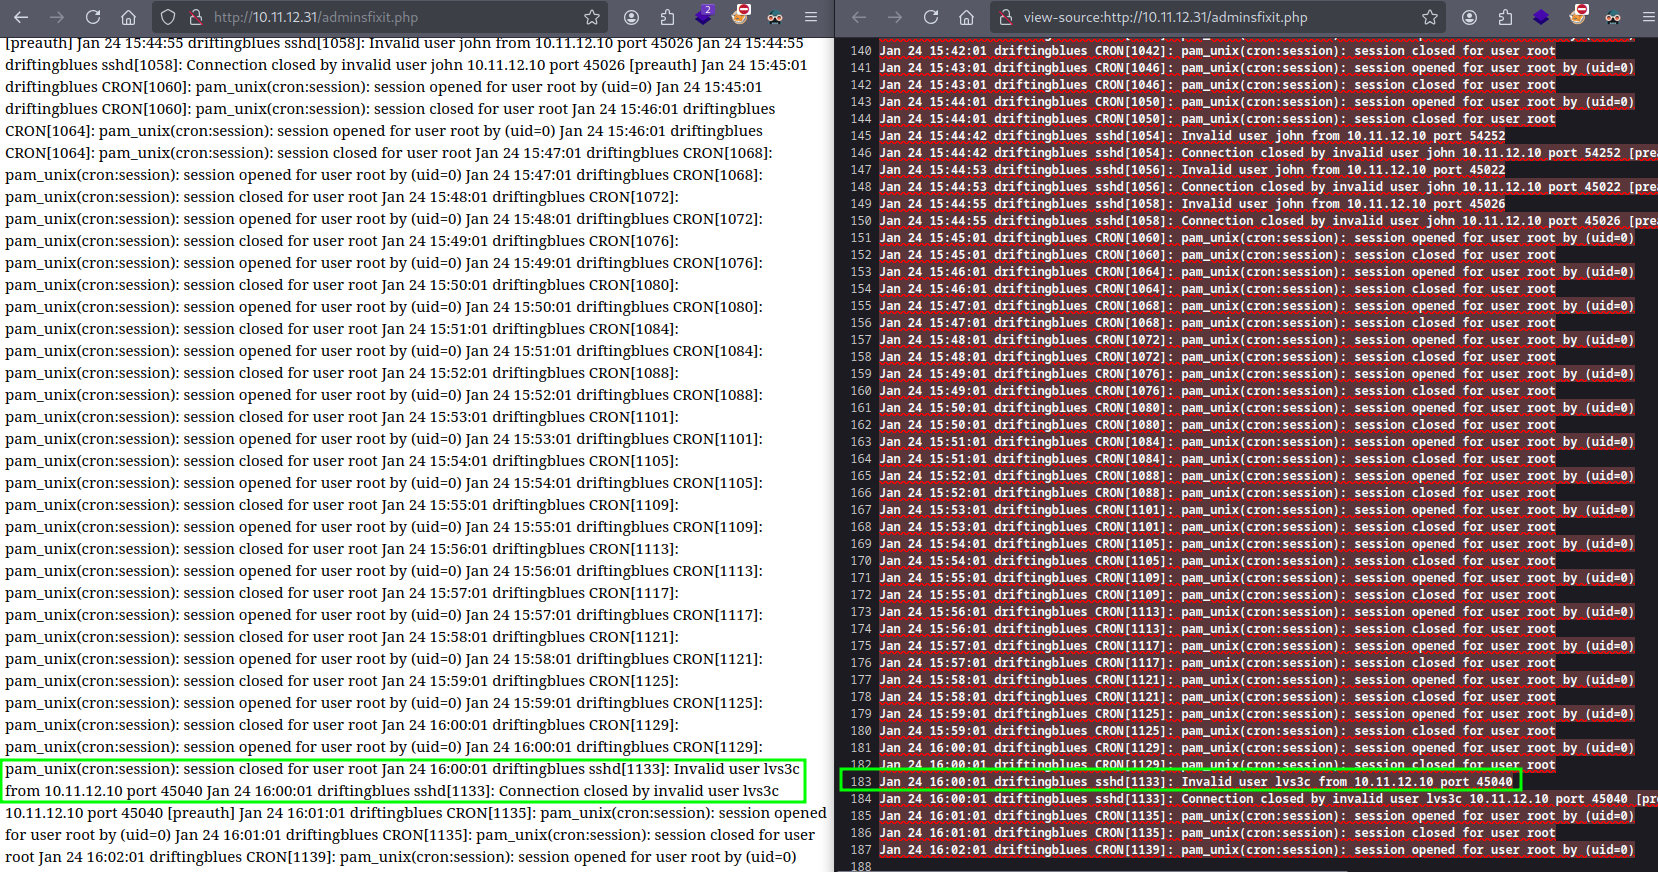 http://10.11.12.31/adminsfixit.php
2
[preauth] Jan 24 15:44:55 driftingblues sshd[1058]: Invalid user john from 10.11.12.10 port 45026 Jan 24 15:44:55
driftingblues sshd[1058]: Connection closed by invalid user john 10.11.12.10 port 45026 [preauth] Jan 24 15:45:01
driftingblues CRON[1060]: pam_unix(cron:session): session opened for user root by (uid=0) Jan 24 15:45:01
driftingblues CRON[1060]: pam_unix(cron:session): session closed for user root Jan 24 15:46:01 driftingblues
CRON[1064]: pam_unix(cron:session): session opened for user root by (uid=0) Jan 24 15:46:01 driftingblues
CRON[1064]: pam_unix(cron:session): session closed for user root Jan 24 15:47:01 driftingblues CRON[1068]:
pam_unix(cron:session): session opened for user root by (uid=0) Jan 24 15:47:01 driftingblues CRON[1068]:
pam_unix(cron:session): session closed for user root Jan 24 15:48:01 driftingblues CRON[1072]:
pam_unix(cron:session): session opened for user root by (uid=0) Jan 24 15:48:01 driftingblues CRON[1072]:
pam_unix(cron:session): session closed for user root Jan 24 15:49:01 driftingblues CRON[1076]:
pam_unix(cron:session): session opened for user root by (uid=0) Jan 24 15:49:01 driftingblues CRON[1076]:
pam_unix(cron:session): session closed for user root Jan 24 15:50:01 driftingblues CRON[1080]:
pam_unix(cron:session): session opened for user root by (uid=0) Jan 24 15:50:01 driftingblues CRON[1080]:
pam_unix(cron:session): session closed for user root Jan 24 15:51:01 driftingblues CRON[1084]:
pam_unix(cron:session): session opened for user root by (uid=0) Jan 24 15:51:01 driftingblues CRON[1084]:
pam_unix(cron:session): session closed for user root Jan 24 15:52:01 driftingblues CRON[1088]:
pam_unix(cron:session): session opened for user root by (uid=0) Jan 24 15:52:01 driftingblues CRON[1088]:
pam_unix(cron:session): session closed for user root Jan 24 15:53:01 driftingblues CRON[1101]:
pam_unix(cron:session): session opened for user root by (uid=0) Jan 24 15:53:01 driftingblues CRON[1101]:
pam_unix(cron:session): session closed for user root Jan 24 15:54:01 driftingblues CRON[1105]:
pam_unix(cron:session): session opened for user root by (uid=0) Jan 24 15:54:01 driftingblues CRON[1105]:
pam_unix(cron:session): session closed for user root Jan 24 15:55:01 driftingblues CRON[1109]:
pam_unix(cron:session): session opened for user root by (uid=0) Jan 24 15:55:01 driftingblues CRON[1109]:
pam_unix(cron:session): session closed for user root Jan 24 15:56:01 driftingblues CRON[1113]:
pam_unix(cron:session): session opened for user root by (uid=0) Jan 24 15:56:01 driftingblues CRON[1113]:
pam_unix(cron:session): session closed for user root Jan 24 15:57:01 driftingblues CRON[1117]:
pam_unix(cron:session): session opened for user root by (uid=0) Jan 24 15:57:01 driftingblues CRON[1117]:
pam_unix(cron:session): session closed for user root Jan 24 15:58:01 driftingblues CRON[1121]:
pam_unix(cron:session): session opened for user root by (uid=0) Jan 24 15:58:01 driftingblues CRON[1121]:
pam_unix(cron:session): session closed for user root Jan 24 15:59:01 driftingblues CRON[1125]:
pam_unix(cron:session): session opened for user root by (uid=0) Jan 24 15:59:01 driftingblues CRON[1125]:
pam_unix(cron:session): session closed for user root Jan 24 16:00:01 driftingblues CRON[1129]:
pam_unix(cron:session): session opened for user root by (uid=0) Jan 24 16:00:01 driftingblues CRON[1129]:
pam_unix(cron:session): session closed for user root Jan 24 16:00:01 driftingblues sshd[1133]: Invalid user lvs3c
from 10.11.12.10 port 45040 Jan 24 16:00:01 driftingblues sshd[1133]: Connection closed by invalid user lvs3c
10.11.12.10 port 45040 [preauth] Jan 24 16:01:01 driftingblues CRON[1135]: pam_unix(cron:session): session opened
for user root by (uid=0) Jan 24 16:01:01 driftingblues CRON[1135]: pam_unix(cron:session): session closed for user
root Jan 24 16:02:01 driftingblues CRON[1139]: pam_unix(cron:session): session opened for user root by (uid=0)
view-source:http://10.11.12.31/adminsfixit.php
140 Jan 24 15:42:01 driftingblues CRON[1042]: pam_unix(cron:session): session closed for user root
141 Jan 24 15:43:01 driftingblues CRON[1046]: pam_unix(cron:session): session opened for user root by (uid=0)
142 Jan 24 15:43:01 driftingblues CRON[1046]: pam_unix(cron:session): session closed for user root
143 Jan 24 15:44:01 driftingblues CRON[1050]: pam_unix(cron:session): session opened for user root by (uid=0)
144 Jan 24 15:44:01 driftingblues CRON[1050]: pam_unix(cron:session): session closed for user root
145 Jan 24 15:44:42 driftingblues sshd[1054]: Invalid user john from 10.11.12.10 port 54252
146 Jan 24 15:44:42 driftingblues sshd[1054]: Connection closed by invalid user john 10.11.12.10 port 54252 [prea
147 Jan 24 15:44:53 driftingblues sshd[1056]: Invalid user john from 10.11.12.10 port 45022
148 Jan 24 15:44:53 driftingblues sshd[1056]: Connection closed by invalid user john 10.11.12.10 port 45022 [prea
149 Jan 24 15:44:55 driftingblues sshd[1058]: Invalid user john from 10.11.12.10 port 45026
150 Jan 24 15:44:55 driftingblues sshd[1058]: Connection closed by invalid user john 10.11.12.10 port 45026 [prea
151 Jan 24 15:45:01 driftingblues CRON[1060]: pam_unix(cron:session): session opened for user root by (uid=0)
152 Jan 24 15:45:01 driftingblues CRON[1060]: pam_unix(cron:session): session closed for user root
153 Jan 24 15:46:01 driftingblues CRON[1064]: pam_unix(cron:session): session opened for user root by (uid=0)
154 Jan 24 15:46:01 driftingblues CRON[1064]: pam_unix(cron:session): session closed for user root
155 Jan 24 15:47:01 driftingblues CRON[1068]: pam_unix(cron:session): session opened for user root by (uid=0)
156 Jan 24 15:47:01 driftingblues CRON[1068]: pam_unix(cron:session): session closed for user root
157 Jan 24 15:48:01 driftingblues CRON[1072]: pam_unix(cron:session): session opened for user root by (uid=0)
158 Jan 24 15:48:01 driftingblues CRON[1072]: pam_unix(cron:session): session closed for user root
159 Jan 24 15:49:01 driftingblues CRON[1076]: pam_unix(cron:session): session opened for user root by (uid=0)
160 Jan 24 15:49:01 driftingblues CRON[1076]: pam_unix(cron:session): session closed for user root
161 Jan 24 15:50:01 driftingblues CRON[1080]: pam_unix(cron:session): session opened for user root by (uid=0)
162 Jan 24 15:50:01 driftingblues CRON[1080]: pam_unix(cron:session): session closed for user root
163 Jan 24 15:51:01 driftingblues CRON[1084]: pam_unix(cron:session): session opened for user root by (uid=0)
164 Jan 24 15:51:01 driftingblues CRON[1084]: pam_unix(cron:session): session closed for user root
165 Jan 24 15:52:01 driftingblues CRON[1088]: pam_unix(cron:session): session opened for user root by (uid=0)
166 Jan 24 15:52:01 driftingblues CRON[1088]: pam_unix(cron:session): session closed for user root
167 Jan 24 15:53:01 driftingblues CRON[1101]: pam_unix(cron:session): session opened for user root by (uid=0)
168 Jan 24 15:53:01 driftingblues CRON[1101]: pam_unix(cron:session): session closed for user root
169 Jan 24 15:54:01 driftingblues CRON[1105]: pam_unix(cron:session): session opened for user root by (uid=0)
170 Jan 24 15:54:01 driftingblues CRON[1105]: pam_unix(cron:session): session closed for user root
171 Jan 24 15:55:01 driftingblues CRON[1109]: pam_unix(cron:session): session opened for user root by (uid=0)
172 Jan 24 15:55:01 driftingblues CRON[1109]: pam_unix(cron:session): session closed for user root
173 Jan 24 15:56:01 driftingblues CRON[1113]: pam_unix(cron:session): session opened for user root by (uid=0)
174 Jan 24 15:56:01 driftingblues CRON[1113]: pam_unix(cron:session): session closed for user root
175 Jan 24 15:57:01 driftingblues CRON[1117]: pam_unix(cron:session): session opened for user root by (uid=0)
176 Jan 24 15:57:01 driftingblues CRON[1117]: pam_unix(cron:session): session closed for user root
177 Jan 24 15:58:01 driftingblues CRON[1121]: pam_unix(cron:session): session opened for user root by (uid=0)
178 Jan 24 15:58:01 driftingblues CRON[1121]: pam_unix(cron:session): session closed for user root
179 Jan 24 15:59:01 driftingblues CRON[1125]: pam_unix(cron:session): session opened for user root by (uid=0)
180 Jan 24 15:59:01 driftingblues CRON[1125]: pam_unix(cron:session): session closed for user root
181 Jan 24 16:00:01 driftingblues CRON[1129]: pam_unix(cron:session): session opened for user root by (uid=0)
182 Jan 24 16:00:01 driftingblues CRON[1129]: pam_unix(cron:session): session closed for user root
183 Jan 24 16:00:01 driftingblues sshd[1133]: Invalid user lvs3c from 10.11.12.10 port 45040
184 Jan 24 16:00:01 driftingblues sshd[1133]: Connection closed by invalid user lvs3c 10.11.12.10 port 45040 [pr
185 Jan 24 16:01:01 driftingblues CRON[1135]: pam_unix(cron:session): session opened for user root by (uid=0)
186 Jan 24 16:01:01 driftingblues CRON[1135]: pam_unix(cron:session): session closed for user root
187 Jan 24 16:02:01 driftingblues CRON[1139]: pam_unix(cron:session): session opened for user root by (uid=0)
188